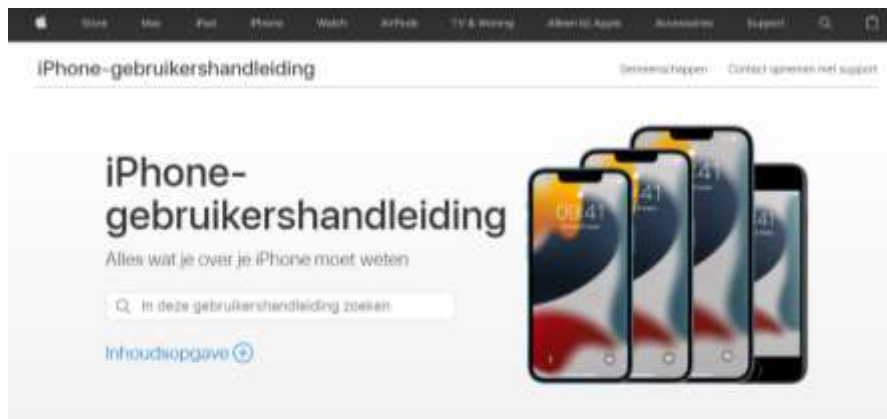 Store Mac iPad iPhone Watch AirPods TV & Woning Alleen bij Apple Accessoires Support
iPhone-gebruikershandleiding
Gemeenschappen Contact opnemen met support
iPhone-
gebruikershandleiding
Alles wat je over je iPhone moet weten
In deze gebruikershandleiding zoeken
Inhoudsopgave
09:41